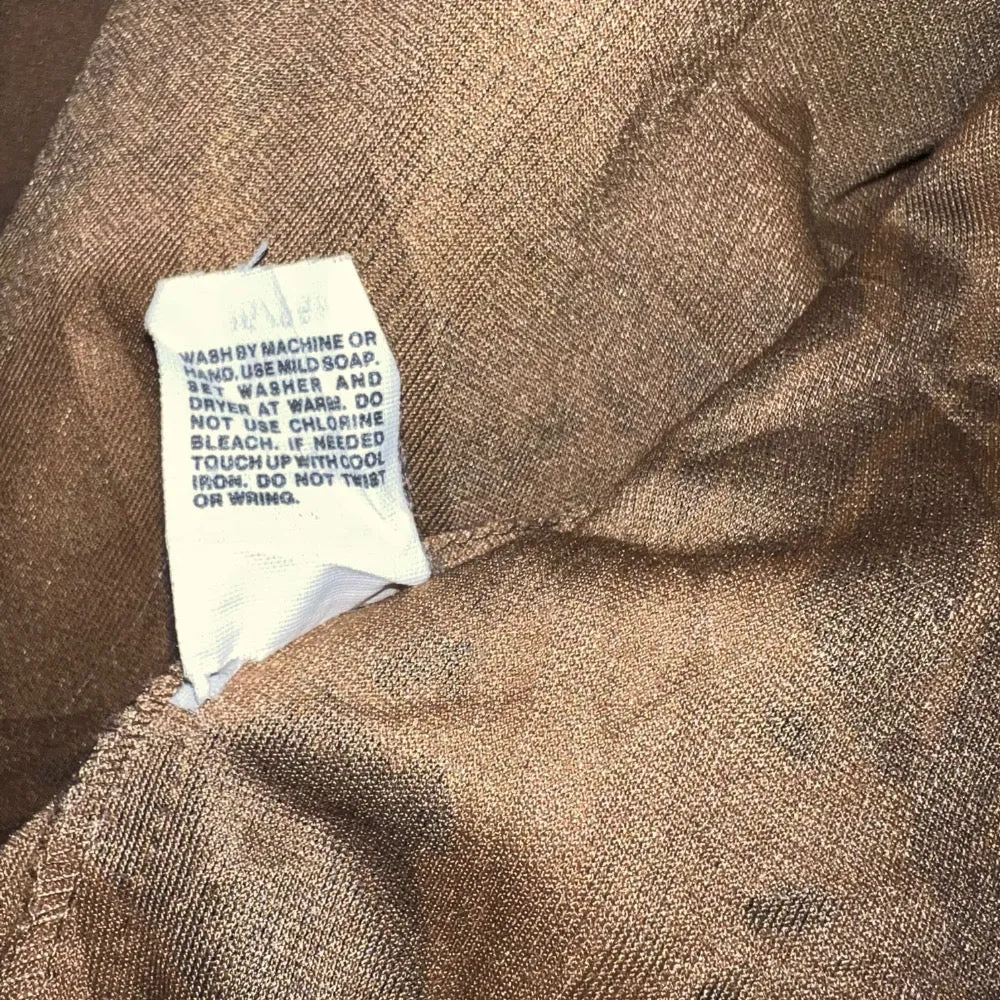 WASH BY MACHINE OR
HAND. USE MILD SOAP.
SET WASHER AND
DRYER AT WARM. DO
NOT USE CHLORINE
BLEACH. IF NEEDED
TOUCH UP WITH COOL
IRON. DO NOT TWIST
OR WRING.